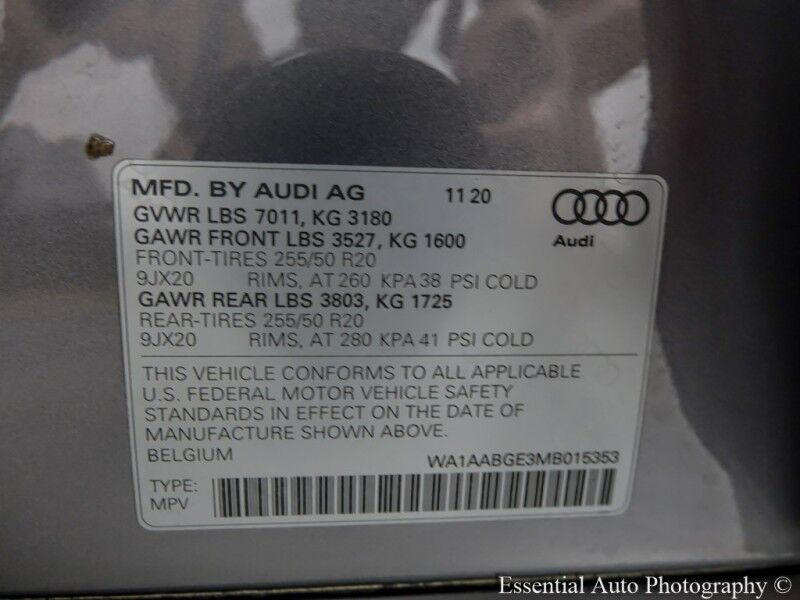 MFD. BY AUDI AG 11 20
GVWR LBS 7011, KG 3180
GAWR FRONT LBS 3527, KG 1600
Audi
FRONT-TIRES 255/50 R20
9JX20 RIMS, AT 260 KPA 38 PSI COLD
GAWR REAR LBS 3803, KG 1725
REAR-TIRES 255/50 R20
9JX20 RIMS, AT 280 KPA 41 PSI COLD
THIS VEHICLE CONFORMS TO ALL APPLICABLE
U.S. FEDERAL MOTOR VEHICLE SAFETY
STANDARDS IN EFFECT ON THE DATE OF
MANUFACTURE SHOWN ABOVE.
BELGIUM WA1AABGE3MB015353
TYPE:
MPV
Essential Auto Photography ©